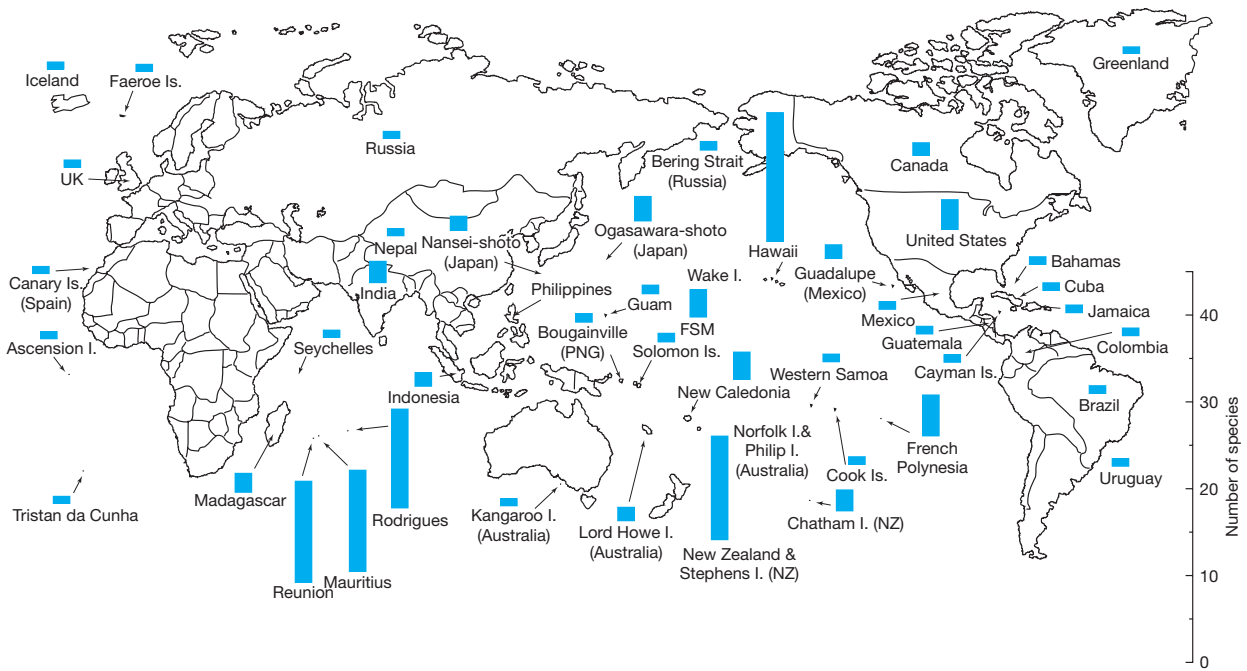 Iceland
Faeroe Is.
Greenland
UK
Russia
Bering Strait
(Russia)
Canada
Canary Is.
(Spain)
Nepal
Nansei-shoto
(Japan)
Ogasawara-shoto
(Japan)
Hawaii
United States
India
Philippines
Guam
Wake I.
FSM
Guadalupe
(Mexico)
Bahamas
Cuba
Jamaica
Mexico
Guatemala
Colombia
Ascension I.
Seychelles
Bougainville
(PNG)
Solomon Is.
Indonesia
New Caledonia
Western Samoa
Cayman Is.
Brazil
Norfolk I.&
Philip I.
(Australia)
French
Polynesia
Cook Is.
Uruguay
Tristan da Cunha
Madagascar
Rodrigues
Kangaroo I.
(Australia)
Lord Howe I.
(Australia)
Chatham I. (NZ)
New Zealand &
Stephens I. (NZ)
Reunion
Mauritius
Number of species
40
30
20
10
0